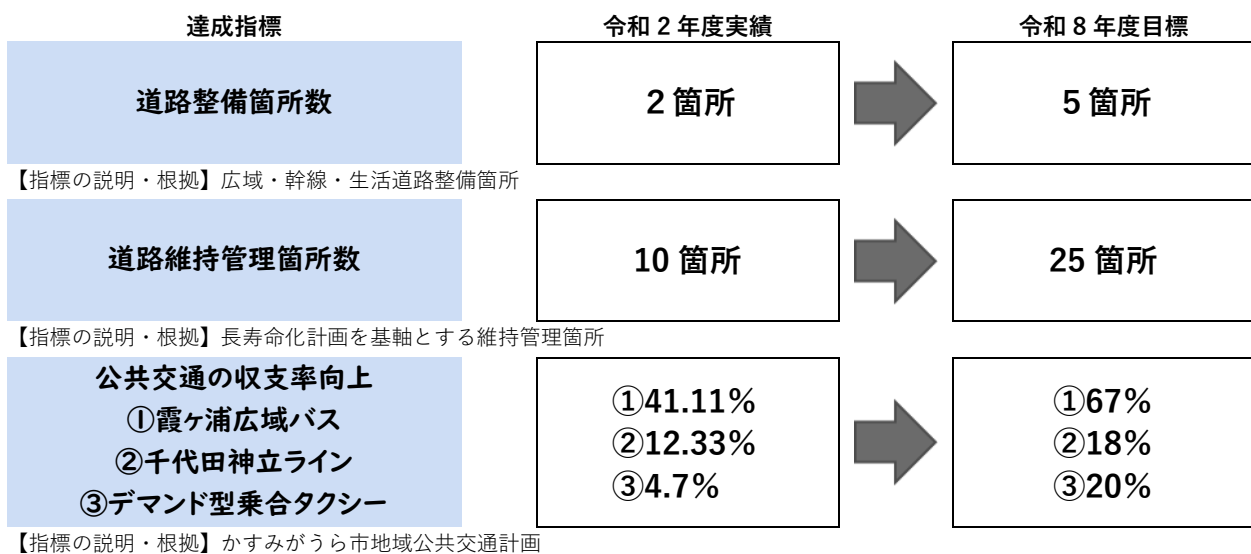 達成指標 令和２年度実績 令和８年度目標
道路整備箇所数 2 箇所 5 箇所
【指標の説明・根拠】広域・幹線・生活道路整備箇所
道路維持管理箇所数 10 箇所 25 箇所
【指標の説明・根拠】長寿命化計画を基軸とする維持管理箇所
公共交通の収支率向上
①霞ヶ浦広域バス ①41.11% ①67%
②千代田神立ライン ②12.33% ②18%
③デマンド型乗合タクシー ③4.7% ③20%
【指標の説明・根拠】かすみがうら市地域公共交通計画